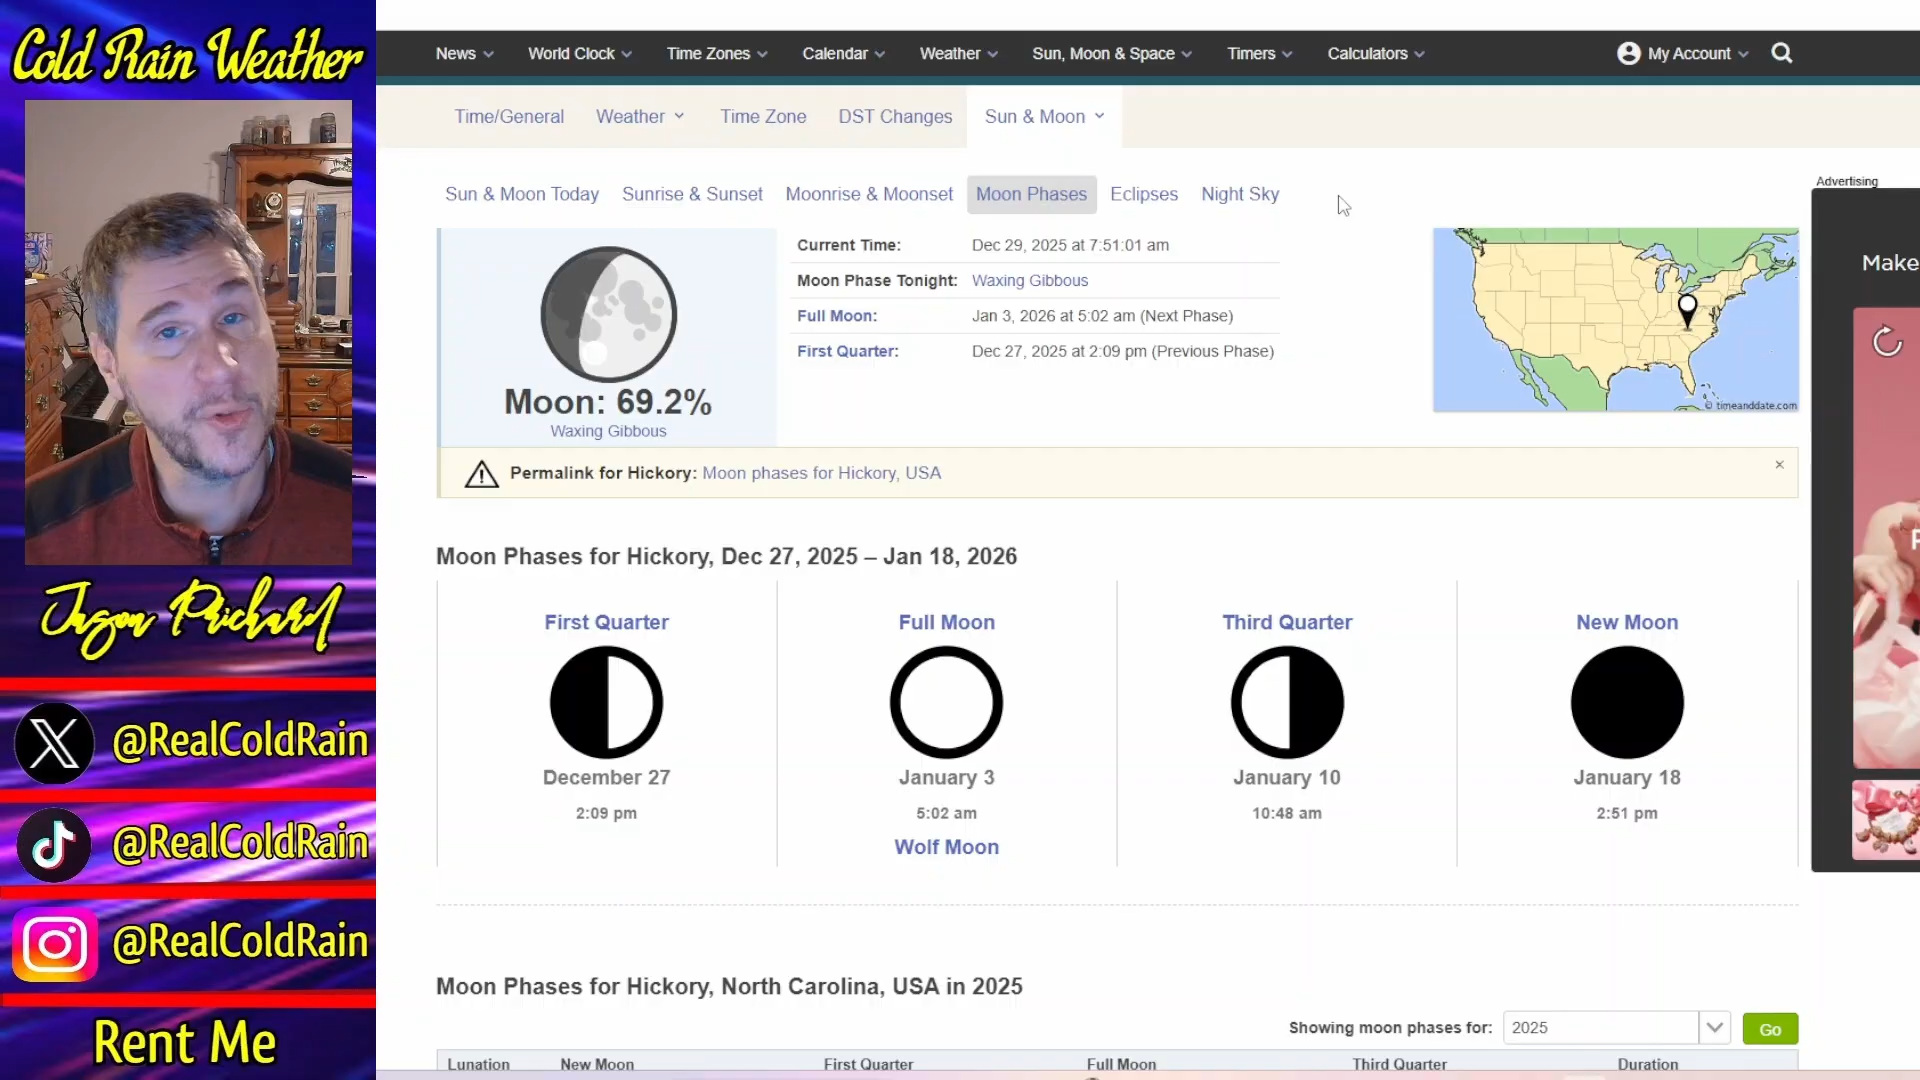 Cold Rain Weather
Jason Prichard
@RealColdRain
@RealColdRain
@RealColdRain
Rent Me
News
World Clock
Time Zones
Calendar
Weather
Sun, Moon & Space
Timers
Calculators
My Account
Time/General
Weather
Time Zone
DST Changes
Sun & Moon
Sun & Moon Today
Sunrise & Sunset
Moonrise & Moonset
Moon Phases
Eclipses
Night Sky
Moon: 69.2%
Waxing Gibbous
Current Time: Dec 29, 2025 at 7:51:01 am
Moon Phase Tonight: Waxing Gibbous
Full Moon: Jan 3, 2026 at 5:02 am (Next Phase)
First Quarter: Dec 27, 2025 at 2:09 pm (Previous Phase)
© timeanddate.com
Advertising
Make
Permalink for Hickory: Moon phases for Hickory, USA
Moon Phases for Hickory, Dec 27, 2025 – Jan 18, 2026
First Quarter
December 27
2:09 pm
Full Moon
January 3
5:02 am
Wolf Moon
Third Quarter
January 10
10:48 am
New Moon
January 18
2:51 pm
Moon Phases for Hickory, North Carolina, USA in 2025
Showing moon phases for: 2025 Go
Lunation New Moon First Quarter Full Moon Third Quarter Duration